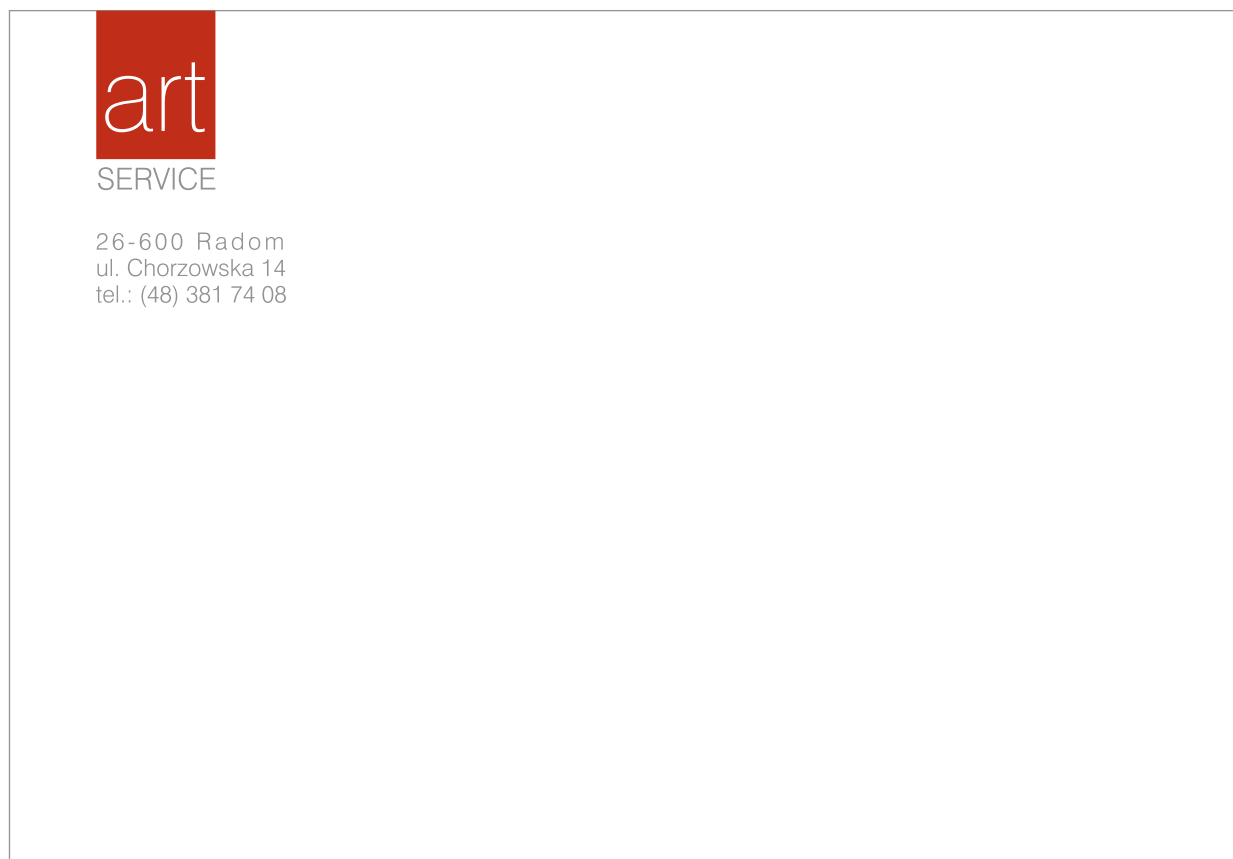 art
SERVICE
26-600 Radom
ul. Chorzowska 14
tel.: (48) 381 74 08